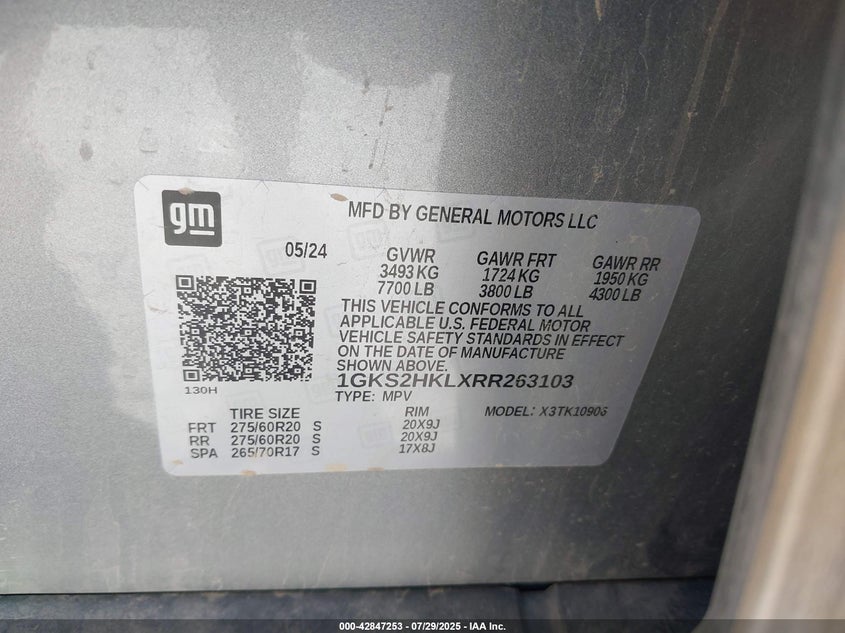 gm
MFD BY GENERAL MOTORS LLC
05/24
GVWR GAWR FRT GAWR RR
3493 KG 1724 KG 1950 KG
7700 LB 3800 LB 4300 LB
THIS VEHICLE CONFORMS TO ALL
APPLICABLE U.S. FEDERAL MOTOR
VEHICLE SAFETY STANDARDS IN EFFECT
ON THE DATE OF MANUFACTURE
SHOWN ABOVE.
130H
1GKS2HKLXRR263103
TYPE: MPV MODEL: X3TK10906
TIRE SIZE RIM
FRT 275/60R20 S 20X9J
RR 275/60R20 S 20X9J
SPA 265/70R17 S 17X8J
000-42847253 - 07/29/2025 - IAA Inc.